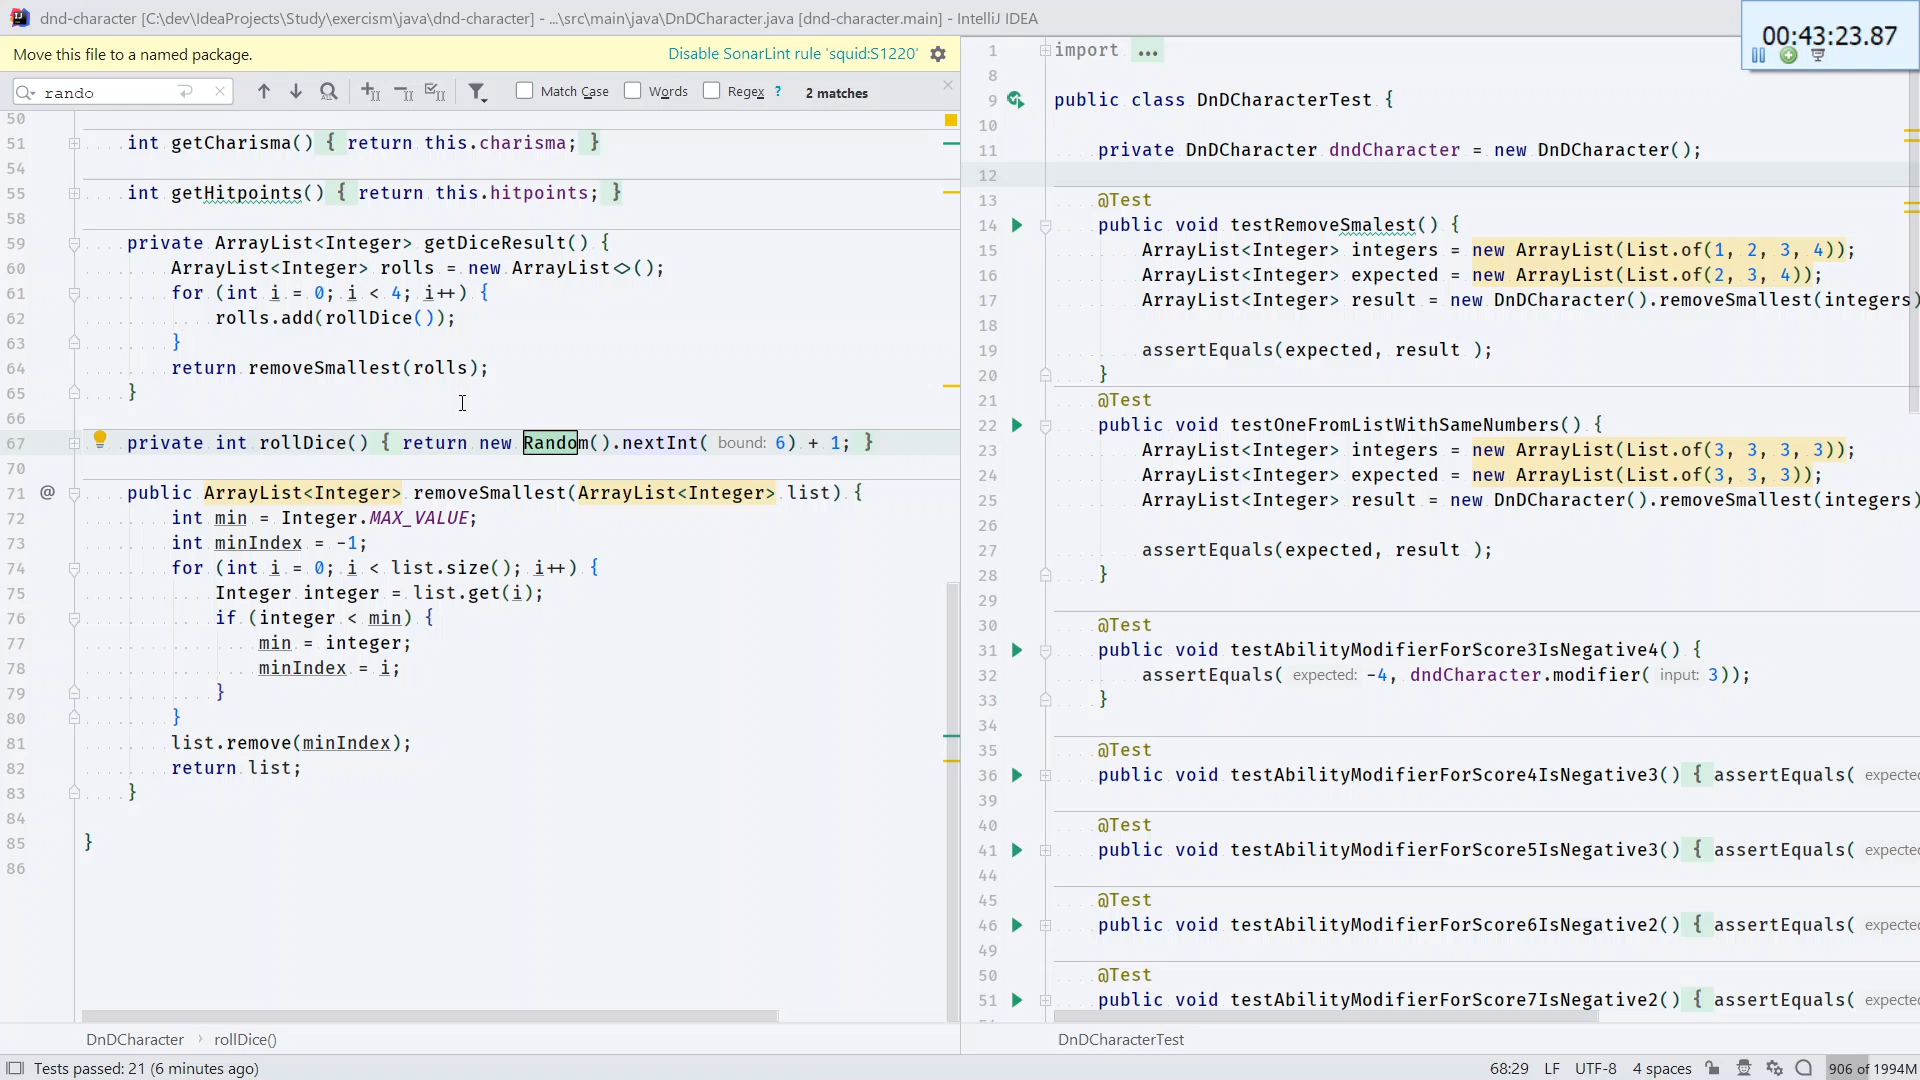 dnd-character [C:\dev\IdeaProjects\Study\exercism\java\dnd-character] - ...\src\main\java\DnDCharacter.java [dnd-character.main] - IntelliJ IDEA
00:43:23.87
Move this file to a named package.
Disable SonarLint rule 'squid:S1220'
rando
Match Case
Words
Regex ?
2 matches
50
51 int getCharisma() { return this.charisma; }
54
55 int getHitpoints() { return this.hitpoints; }
58
59 private ArrayList<Integer> getDiceResult() {
60 ArrayList<Integer> rolls = new ArrayList<>();
61 for (int i = 0; i < 4; i++) {
62 rolls.add(rollDice());
63 }
64 return removeSmallest(rolls);
65 }
66
67 private int rollDice() { return new Random().nextInt( bound: 6) + 1; }
70
71 @ public ArrayList<Integer> removeSmallest(ArrayList<Integer> list) {
72 int min = Integer.MAX_VALUE;
73 int minIndex = -1;
74 for (int i = 0; i < list.size(); i++) {
75 Integer integer = list.get(i);
76 if (integer < min) {
77 min = integer;
78 minIndex = i;
79 }
80 }
81 list.remove(minIndex);
82 return list;
83 }
84
85 }
86
DnDCharacter › rollDice()
1 import ...
8
9 public class DnDCharacterTest {
10
11 private DnDCharacter dndCharacter = new DnDCharacter();
12
13 @Test
14 public void testRemoveSmalest() {
15 ArrayList<Integer> integers = new ArrayList(List.of(1, 2, 3, 4));
16 ArrayList<Integer> expected = new ArrayList(List.of(2, 3, 4));
17 ArrayList<Integer> result = new DnDCharacter().removeSmallest(integers)
18
19 assertEquals(expected, result );
20 }
21 @Test
22 public void testOneFromListWithSameNumbers() {
23 ArrayList<Integer> integers = new ArrayList(List.of(3, 3, 3, 3));
24 ArrayList<Integer> expected = new ArrayList(List.of(3, 3, 3));
25 ArrayList<Integer> result = new DnDCharacter().removeSmallest(integers)
26
27 assertEquals(expected, result );
28 }
29
30 @Test
31 public void testAbilityModifierForScore3IsNegative4() {
32 assertEquals( expected: -4, dndCharacter.modifier( input: 3));
33 }
34
35 @Test
36 public void testAbilityModifierForScore4IsNegative3() { assertEquals( expected
39
40 @Test
41 public void testAbilityModifierForScore5IsNegative3() { assertEquals( expected
44
45 @Test
46 public void testAbilityModifierForScore6IsNegative2() { assertEquals( expected
49
50 @Test
51 public void testAbilityModifierForScore7IsNegative2() { assertEquals( expected
DnDCharacterTest
Tests passed: 21 (6 minutes ago)
68:29 LF UTF-8 4 spaces 906 of 1994M